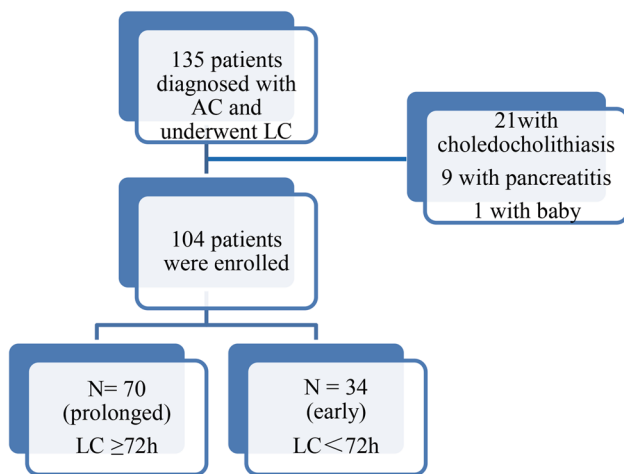 135 patients
diagnosed with
AC and
underwent LC
21with
choledocholithiasis
9 with pancreatitis
1 with baby
104 patients
were enrolled
N= 70
(prolonged)
LC ≥72h
N = 34
(early)
LC＜72h